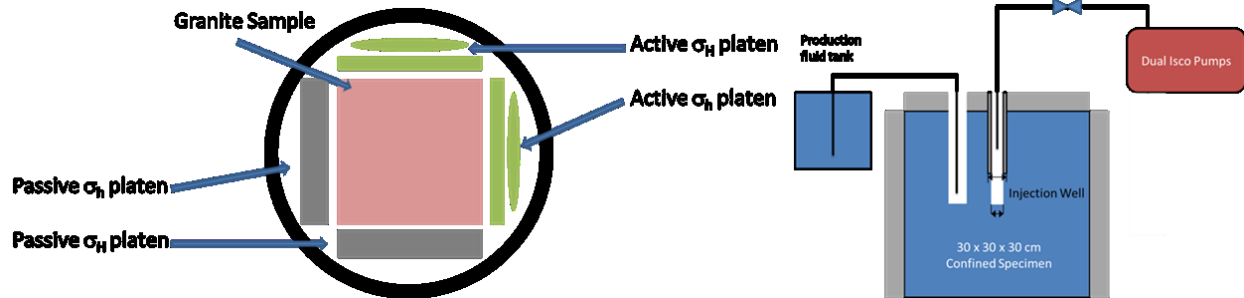 Granite Sample
Active σH platen
Active σh platen
Passive σh platen
Passive σH platen
Production
fluid tank
Dual Isco Pumps
Injection Well
30 x 30 x 30 cm
Confined Specimen